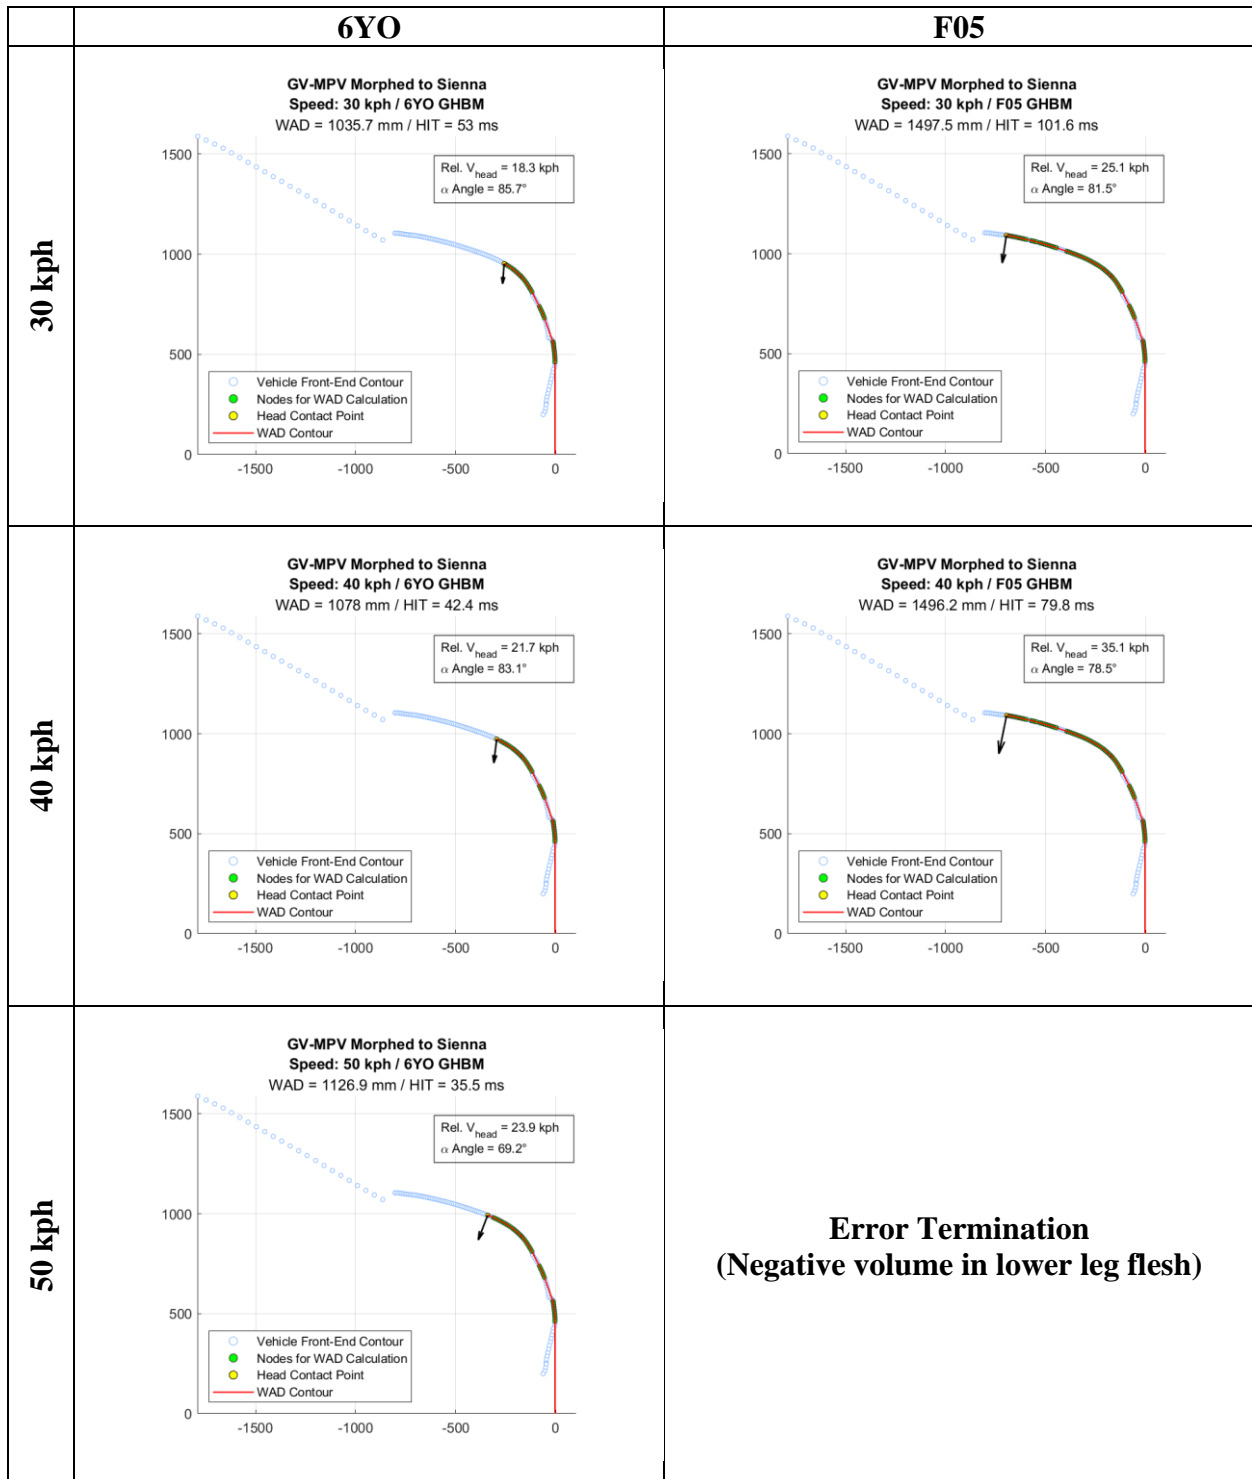 6YO
F05
30 kph
GV-MPV Morphed to Sienna
Speed: 30 kph / 6YO GHBM
WAD = 1035.7 mm / HIT = 53 ms
Rel. V_head = 18.3 kph
α Angle = 85.7°
1500
1000
500
0
-1500
-1000
-500
0
Vehicle Front-End Contour
Nodes for WAD Calculation
Head Contact Point
WAD Contour
GV-MPV Morphed to Sienna
Speed: 30 kph / F05 GHBM
WAD = 1497.5 mm / HIT = 101.6 ms
Rel. V_head = 25.1 kph
α Angle = 81.5°
1500
1000
500
0
-1500
-1000
-500
0
Vehicle Front-End Contour
Nodes for WAD Calculation
Head Contact Point
WAD Contour
40 kph
GV-MPV Morphed to Sienna
Speed: 40 kph / 6YO GHBM
WAD = 1078 mm / HIT = 42.4 ms
Rel. V_head = 21.7 kph
α Angle = 83.1°
1500
1000
500
0
-1500
-1000
-500
0
Vehicle Front-End Contour
Nodes for WAD Calculation
Head Contact Point
WAD Contour
GV-MPV Morphed to Sienna
Speed: 40 kph / F05 GHBM
WAD = 1496.2 mm / HIT = 79.8 ms
Rel. V_head = 35.1 kph
α Angle = 78.5°
1500
1000
500
0
-1500
-1000
-500
0
Vehicle Front-End Contour
Nodes for WAD Calculation
Head Contact Point
WAD Contour
50 kph
GV-MPV Morphed to Sienna
Speed: 50 kph / 6YO GHBM
WAD = 1126.9 mm / HIT = 35.5 ms
Rel. V_head = 23.9 kph
α Angle = 69.2°
1500
1000
500
0
-1500
-1000
-500
0
Vehicle Front-End Contour
Nodes for WAD Calculation
Head Contact Point
WAD Contour
Error Termination
(Negative volume in lower leg flesh)